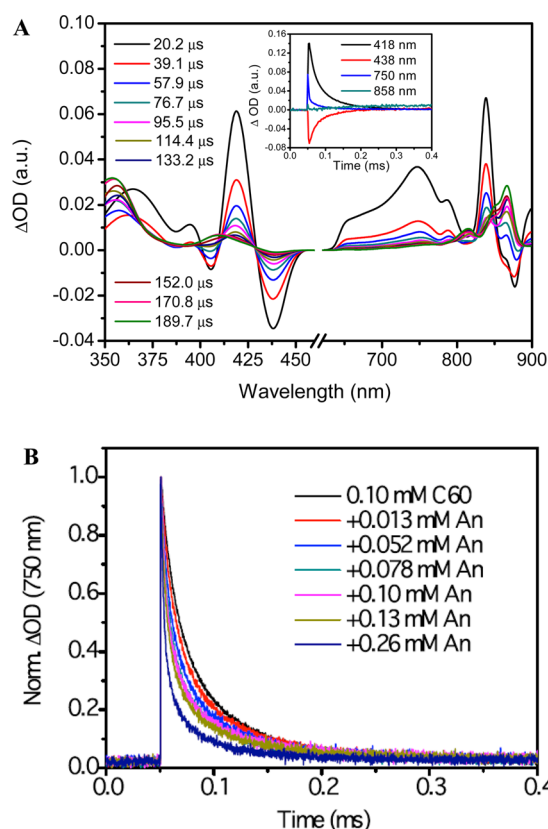 A
20.2 μs
39.1 μs
57.9 μs
76.7 μs
95.5 μs
114.4 μs
133.2 μs
152.0 μs
170.8 μs
189.7 μs
0.10
0.08
0.06
0.04
0.02
0.00
-0.02
-0.04
ΔOD (a.u.)
350 375 400 425 450 700 750 800 850 900
Wavelength (nm)
0.16
0.12
0.08
0.04
0.00
-0.04
-0.08
Δ OD (a.u.)
418 nm
438 nm
750 nm
858 nm
0.0 0.1 0.2 0.3 0.4
Time (ms)
B
1.0
0.8
0.6
0.4
0.2
0.0
Norm. ΔOD (750 nm)
0.10 mM C60
+0.013 mM An
+0.052 mM An
+0.078 mM An
+0.10 mM An
+0.13 mM An
+0.26 mM An
0.0 0.1 0.2 0.3 0.4
Time (ms)